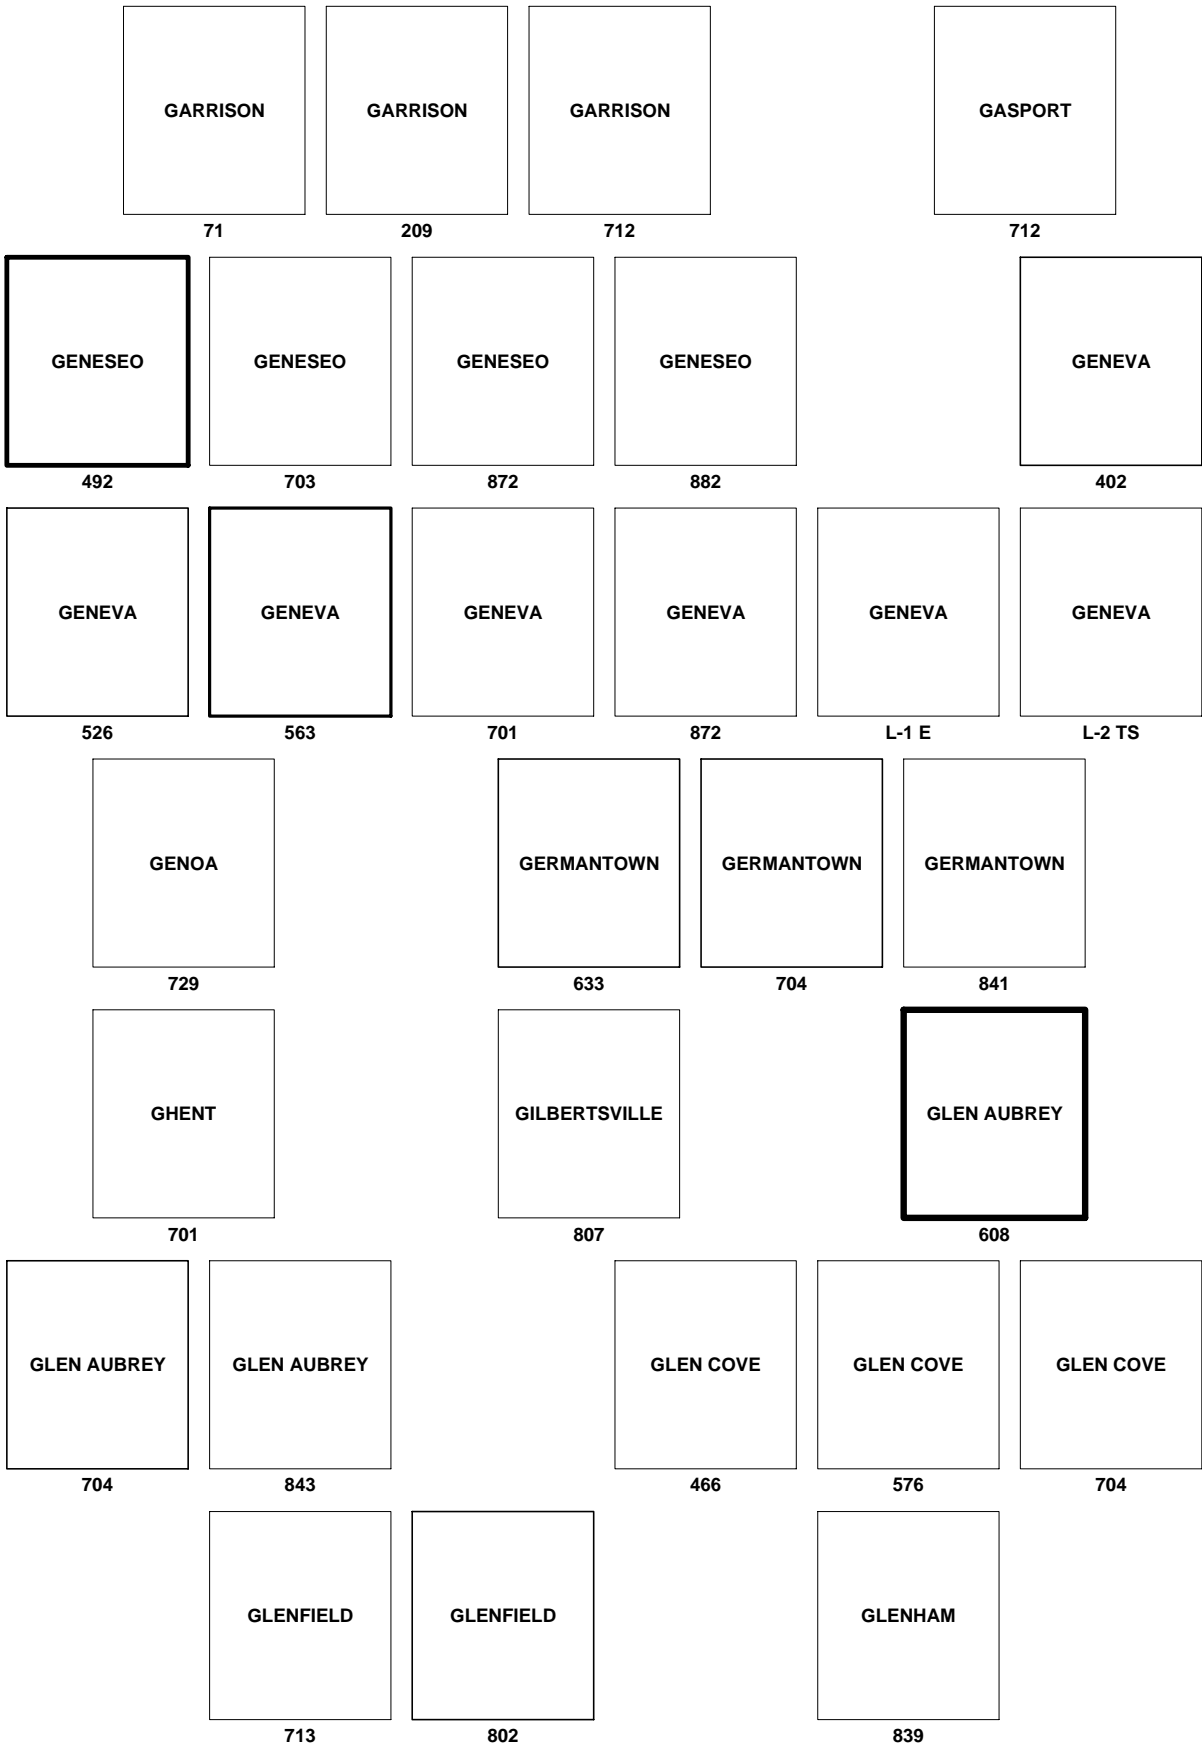 GARRISON GARRISON GARRISON GASPORT
71 209 712 712
GENESEO GENESEO GENESEO GENESEO GENEVA
492 703 872 882 402
GENEVA GENEVA GENEVA GENEVA GENEVA GENEVA
526 563 701 872 L-1 E L-2 TS
GENOA GERMANTOWN GERMANTOWN GERMANTOWN
729 633 704 841
GHENT GILBERTSVILLE GLEN AUBREY
701 807 608
GLEN AUBREY GLEN AUBREY GLEN COVE GLEN COVE GLEN COVE
704 843 466 576 704
GLENFIELD GLENFIELD GLENHAM
713 802 839